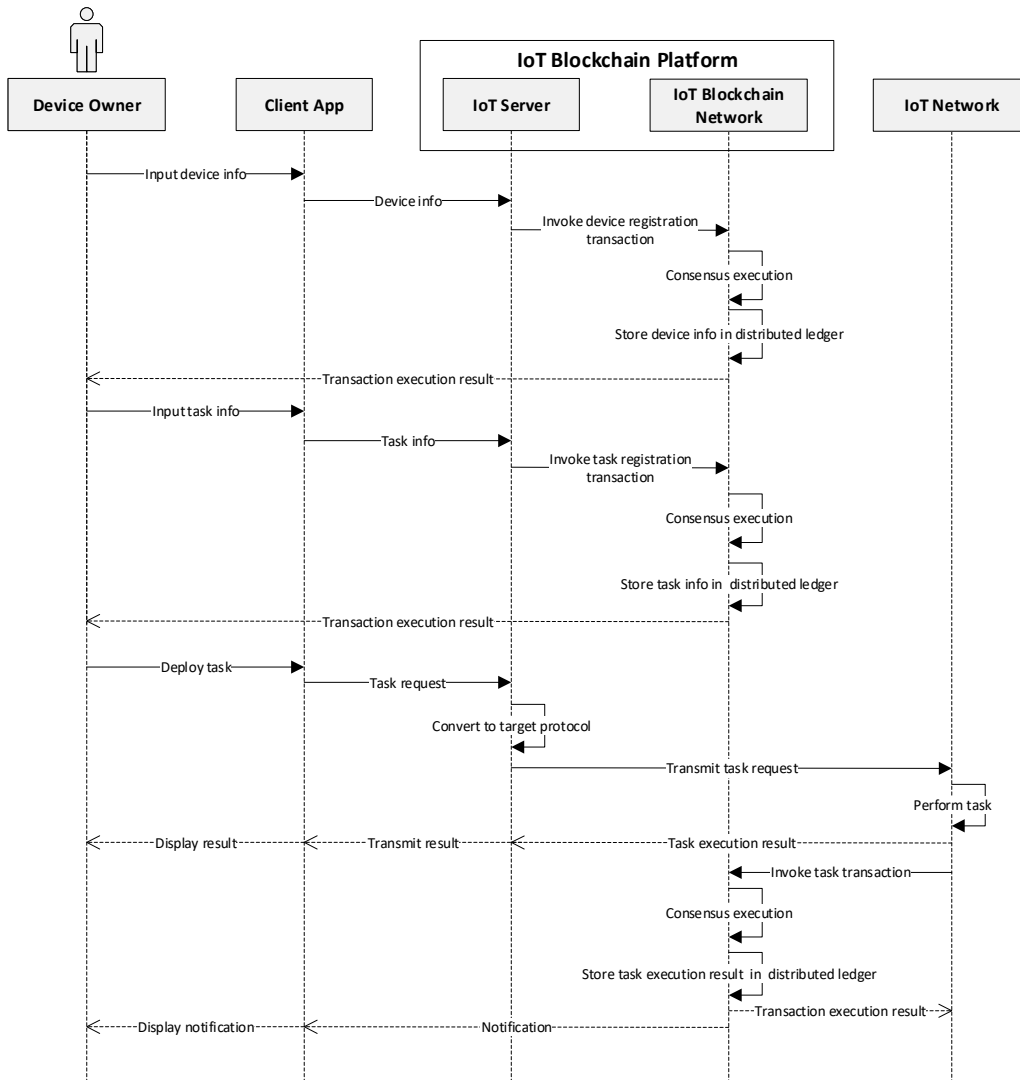 IoT Blockchain Platform
Device Owner
Client App
IoT Server
IoT Blockchain
Network
IoT Network
Input device info
Device info
Invoke device registration
transaction
Consensus execution
Store device info in distributed ledger
Transaction execution result
Input task info
Task info
Invoke task registration
transaction
Consensus execution
Store task info in distributed ledger
Transaction execution result
Deploy task
Task request
Convert to target protocol
Transmit task request
Perform task
Display result
Transmit result
Task execution result
Invoke task transaction
Consensus execution
Store task execution result in distributed ledger
Transaction execution result
Display notification
Notification